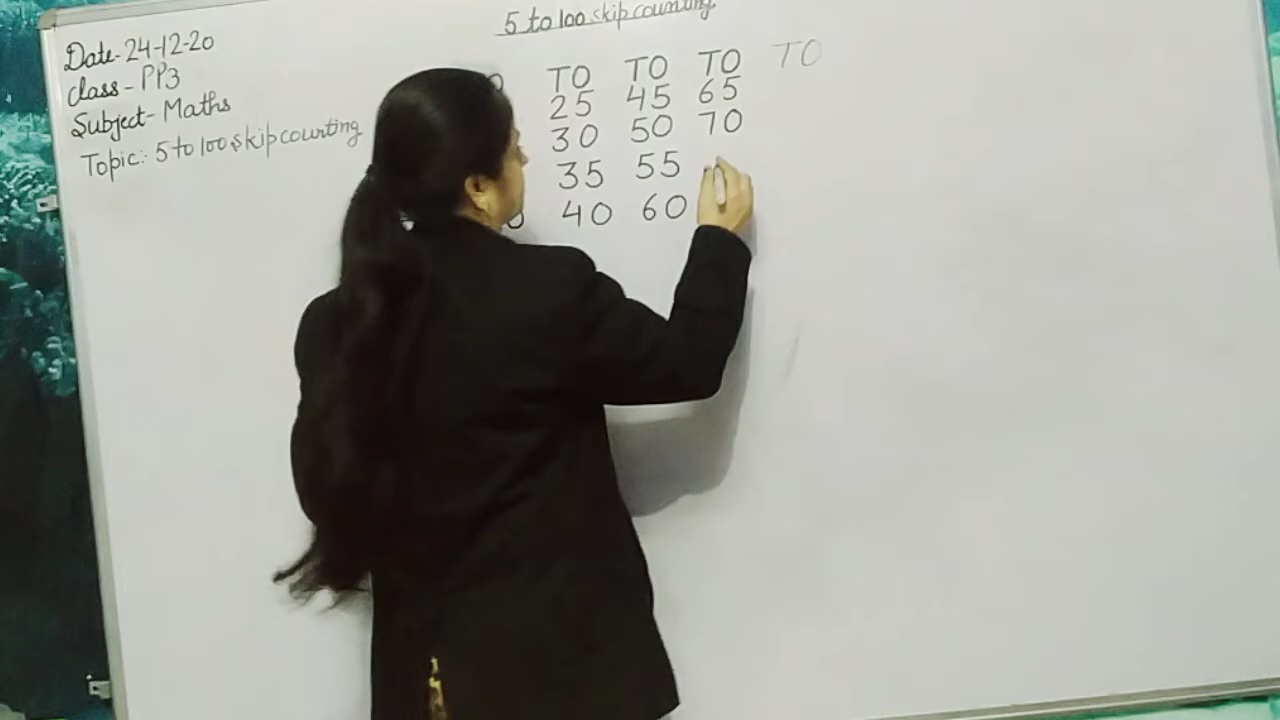 5 to 100 skip counting
Date-24-12-20
Class-PP3
Subject-Maths
Topic:- 5 to 100 skip counting
O TO TO TO TO
25 45 65
30 50 70
35 55
0 40 60